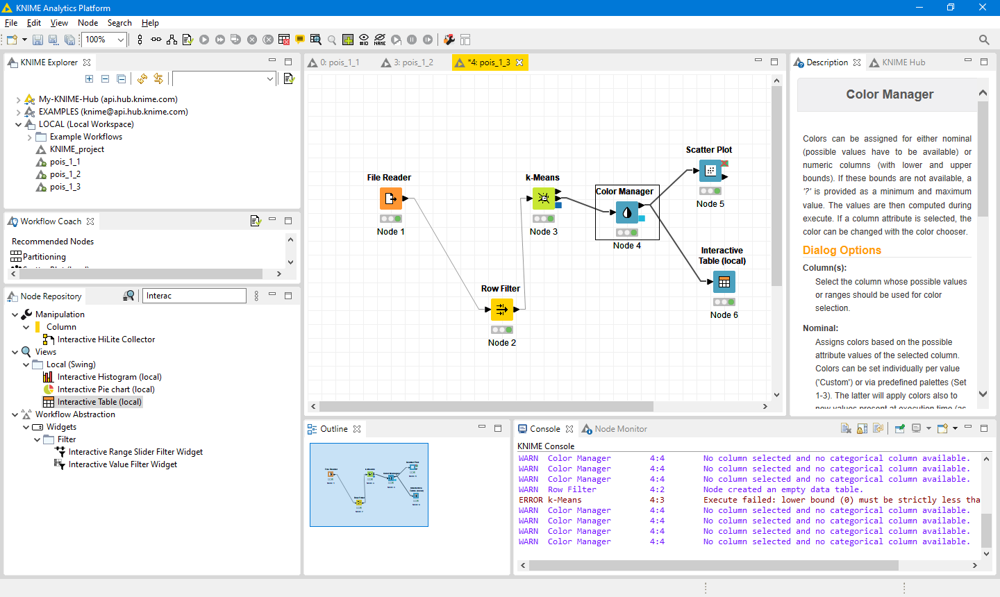 KNIME Analytics Platform
File Edit View Node Search Help
100%
#ID
NAME
KNIME Explorer
My-KNIME-Hub (api.hub.knime.com)
EXAMPLES (knime@api.hub.knime.com)
LOCAL (Local Workspace)
Example Workflows
KNIME_project
pois_1_1
pois_1_2
pois_1_3
Workflow Coach
Recommended Nodes
Partitioning
Node Repository
Interac
Manipulation
Column
Interactive HiLite Collector
Views
Local (Swing)
Interactive Histogram (local)
Interactive Pie chart (local)
Interactive Table (local)
Workflow Abstraction
Widgets
Filter
Interactive Range Slider Filter Widget
Interactive Value Filter Widget
0: pois_1_1
3: pois_1_2
*4: pois_1_3
File Reader
Node 1
Row Filter
Node 2
k-Means
Node 3
Color Manager
Node 4
Scatter Plot
Node 5
Interactive
Table (local)
Node 6
Outline
Console
Node Monitor
KNIME Console
WARN Color Manager 4:4 No column selected and no categorical column available.
WARN Color Manager 4:4 No column selected and no categorical column available.
WARN Color Manager 4:4 No column selected and no categorical column available.
WARN Row Filter 4:2 Node created an empty data table.
ERROR k-Means 4:3 Execute failed: lower bound (0) must be strictly less tha
WARN Color Manager 4:4 No column selected and no categorical column available.
WARN Color Manager 4:4 No column selected and no categorical column available.
WARN Color Manager 4:4 No column selected and no categorical column available.
WARN Color Manager 4:4 No column selected and no categorical column available.
Description
KNIME Hub
Color Manager
Colors can be assigned for either nominal
(possible values have to be available) or
numeric columns (with lower and upper
bounds). If these bounds are not available, a
'?' is provided as a minimum and maximum
value. The values are then computed during
execute. If a column attribute is selected, the
color can be changed with the color chooser.
Dialog Options
Column(s):
Select the column whose possible values
or ranges should be used for color
selection.
Nominal:
Assigns colors based on the possible
attribute values of the selected column.
Colors can be set individually per value
('Custom') or via predefined palettes (Set
1-3). The latter will apply colors also to
new values present at execution time (as